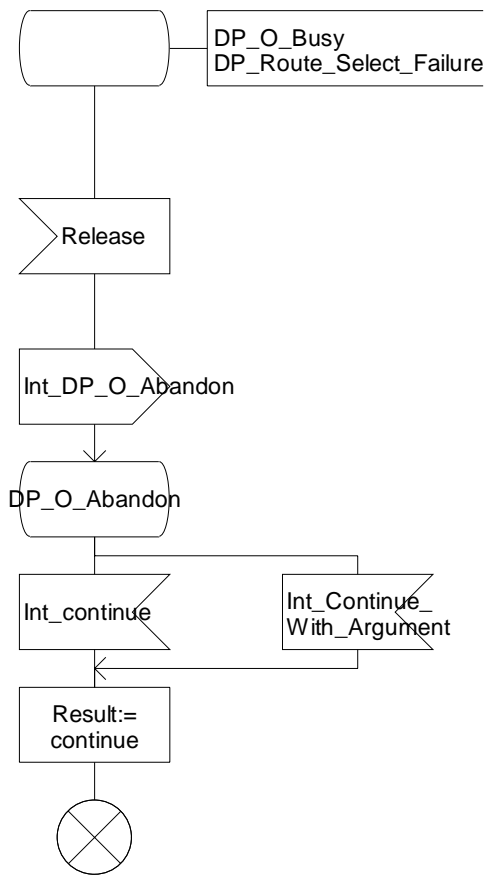 DP_O_Busy
DP_Route_Select_Failure
Release
Int_DP_O_Abandon
DP_O_Abandon
Int_continue
Int_Continue_
With_Argument
Result:=
continue